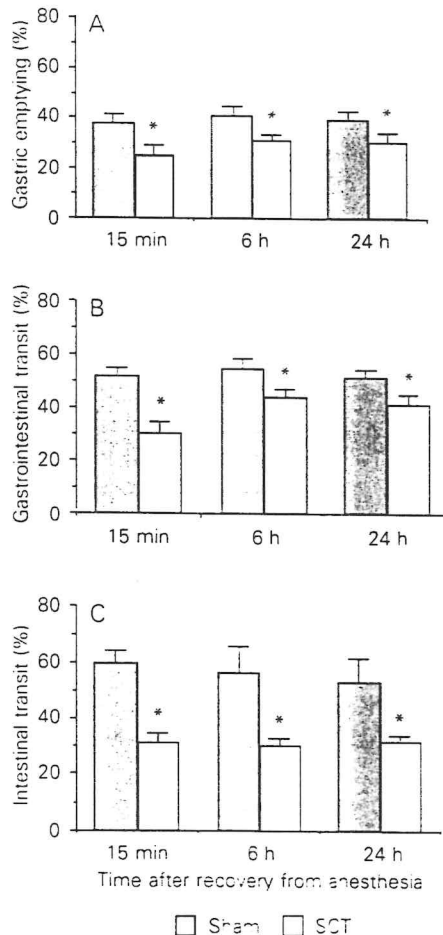 A
Gastric emptying (%)
80
60
40
20
0
*
*
*
15 min 6 h 24 h
B
Gastrointestinal transit (%)
80
60
40
20
0
*
*
*
15 min 6 h 24 h
C
Intestinal transit (%)
80
60
40
20
0
*
*
*
15 min 6 h 24 h
Time after recovery from anesthesia
Sham SCT